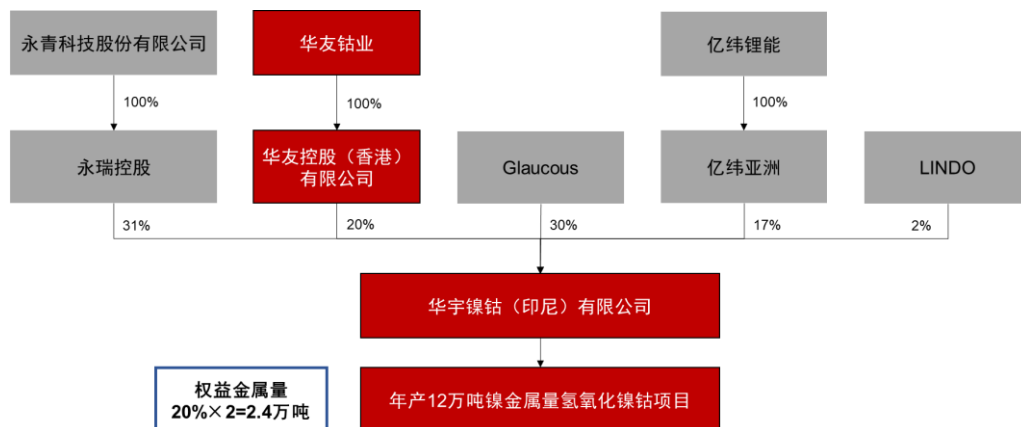 永青科技股份有限公司
华友钴业
亿纬锂能
100%
100%
100%
永瑞控股
华友控股（香港）
有限公司
Glaucous
亿纬亚洲
LINDO
31%
20%
30%
17%
2%
华宇镍钴（印尼）有限公司
权益金属量
20%×2=2.4万吨
年产12万吨镍金属量氢氧化镍钴项目